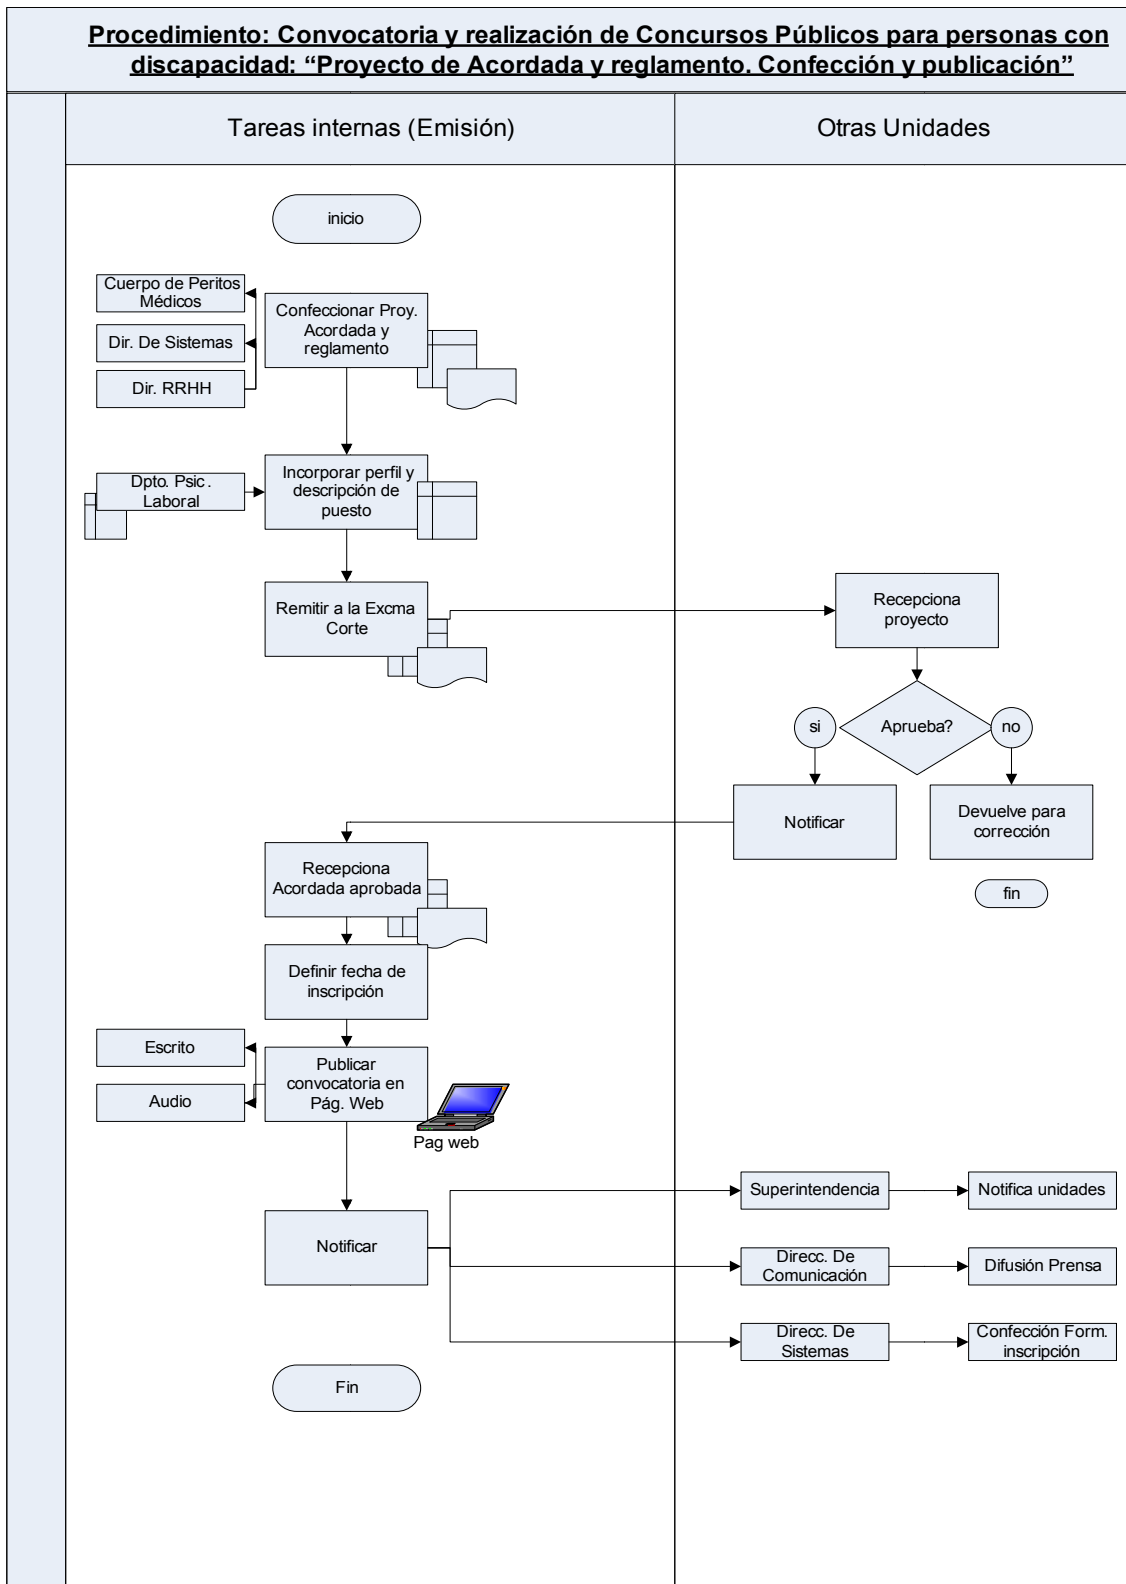 Procedimiento: Convocatoria y realización de Concursos Públicos para personas con
discapacidad: “Proyecto de Acordada y reglamento. Confección y publicación”
Tareas internas (Emisión)
Otras Unidades
inicio
Cuerpo de Peritos
Médicos
Dir. De Sistemas
Dir. RRHH
Confeccionar Proy.
Acordada y
reglamento
Dpto. Psic .
Laboral
Incorporar perfil y
descripción de
puesto
Remitir a la Excma
Corte
Recepciona
proyecto
si
Aprueba?
no
Notificar
Devuelve para
corrección
fin
Recepciona
Acordada aprobada
Definir fecha de
inscripción
Escrito
Audio
Publicar
convocatoria en
Pág. Web
Pag web
Notificar
Superintendencia
Notifica unidades
Direcc. De
Comunicación
Difusión Prensa
Direcc. De
Sistemas
Confección Form.
inscripción
Fin